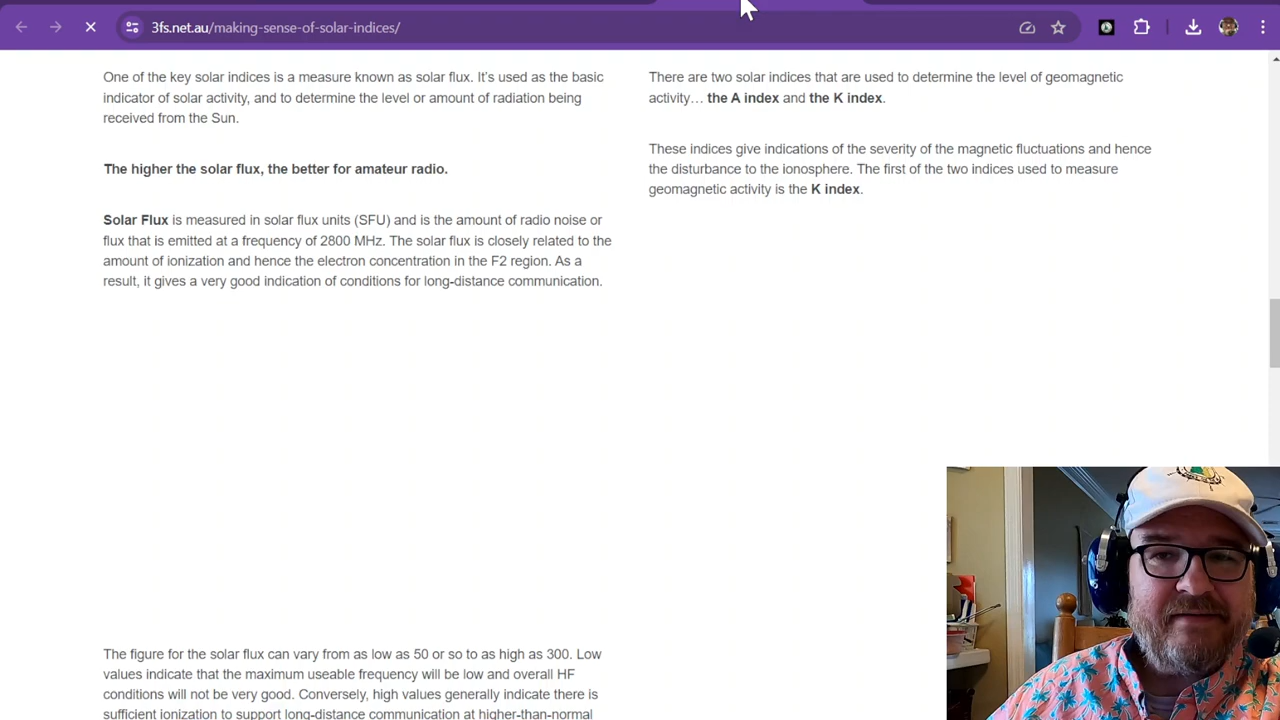 3fs.net.au/making-sense-of-solar-indices/
One of the key solar indices is a measure known as solar flux. It's used as the basic
indicator of solar activity, and to determine the level or amount of radiation being
received from the Sun.
The higher the solar flux, the better for amateur radio.
Solar Flux is measured in solar flux units (SFU) and is the amount of radio noise or
flux that is emitted at a frequency of 2800 MHz. The solar flux is closely related to the
amount of ionization and hence the electron concentration in the F2 region. As a
result, it gives a very good indication of conditions for long-distance communication.
The figure for the solar flux can vary from as low as 50 or so to as high as 300. Low
values indicate that the maximum useable frequency will be low and overall HF
conditions will not be very good. Conversely, high values generally indicate there is
sufficient ionization to support long-distance communication at higher-than-normal
There are two solar indices that are used to determine the level of geomagnetic
activity… the A index and the K index.
These indices give indications of the severity of the magnetic fluctuations and hence
the disturbance to the ionosphere. The first of the two indices used to measure
geomagnetic activity is the K index.